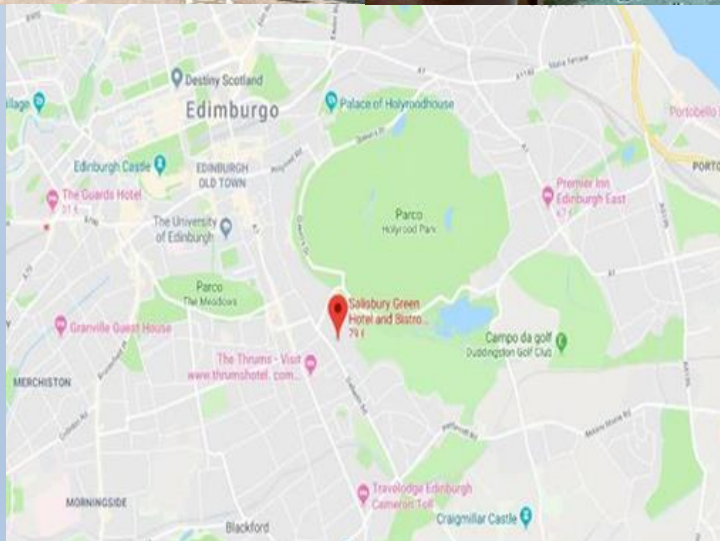 Destiny Scotland
Edimburgo
Palace of Holyroodhouse
Portobello
PORTO
Edinburgh Castle
EDINBURGH
OLD TOWN
The Guards Hotel
The University
of Edinburgh
Premier Inn
Edinburgh East
Parco
Holyrood Park
Parco
The Meadows
Salisbury Green
Hotel and Bistro...
Granville Guest House
Campo da golf
Duddingston Golf Club
The Thrums - Visit
www.thrumshotel.com...
MERCHISTON
MORNINGSIDE
Travelodge Edinburgh
Cameron Toll
Craigmillar Castle
Blackford